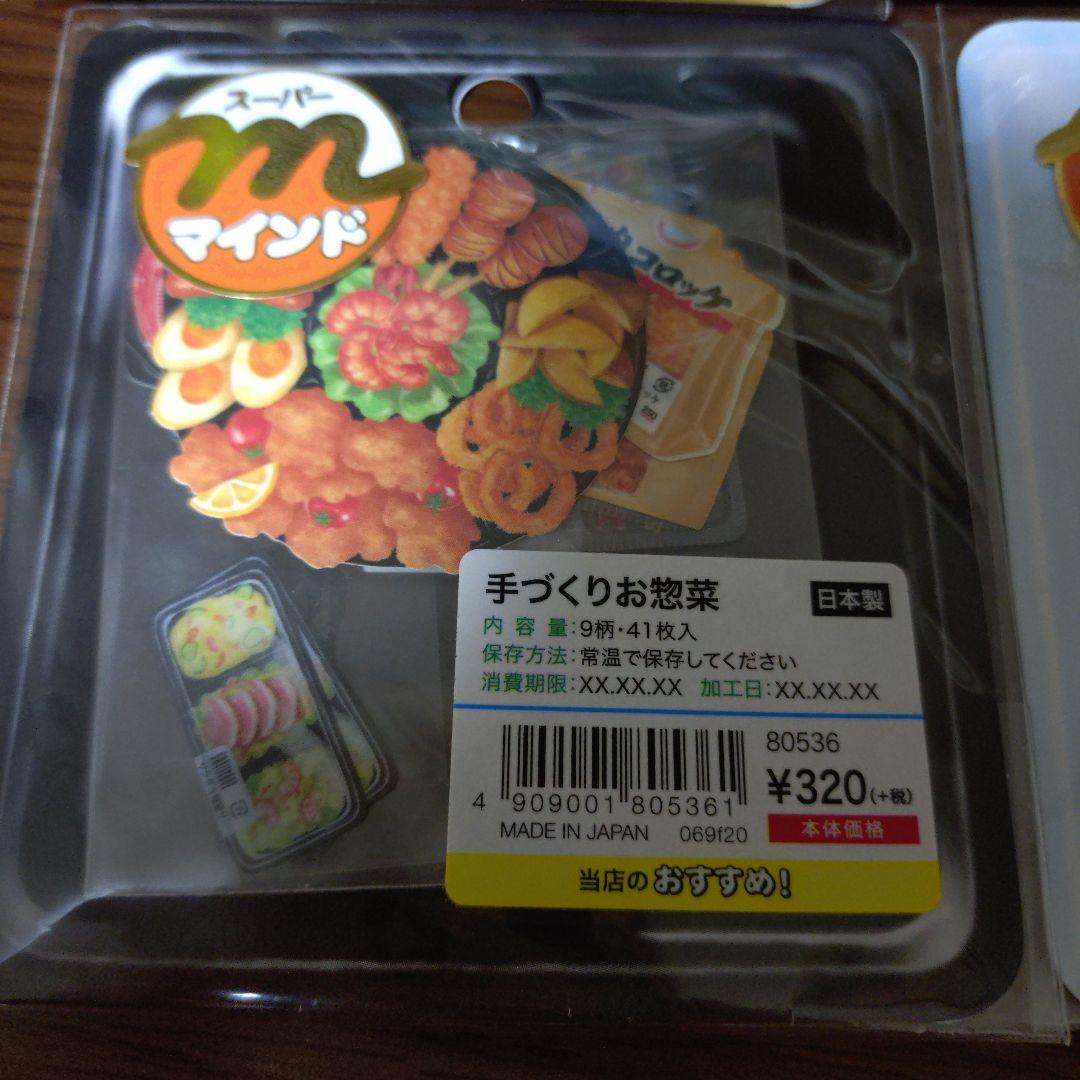 スーパー
m
マインド
コロッケ
手づくりお惣菜
日本製
内容量:9柄・41枚入
保存方法:常温で保存してください
消費期限:XX.XX.XX 加工日:XX.XX.XX
80536
¥320(+税)
本体価格
4 909001 805361
MADE IN JAPAN 069f20
当店のおすすめ!